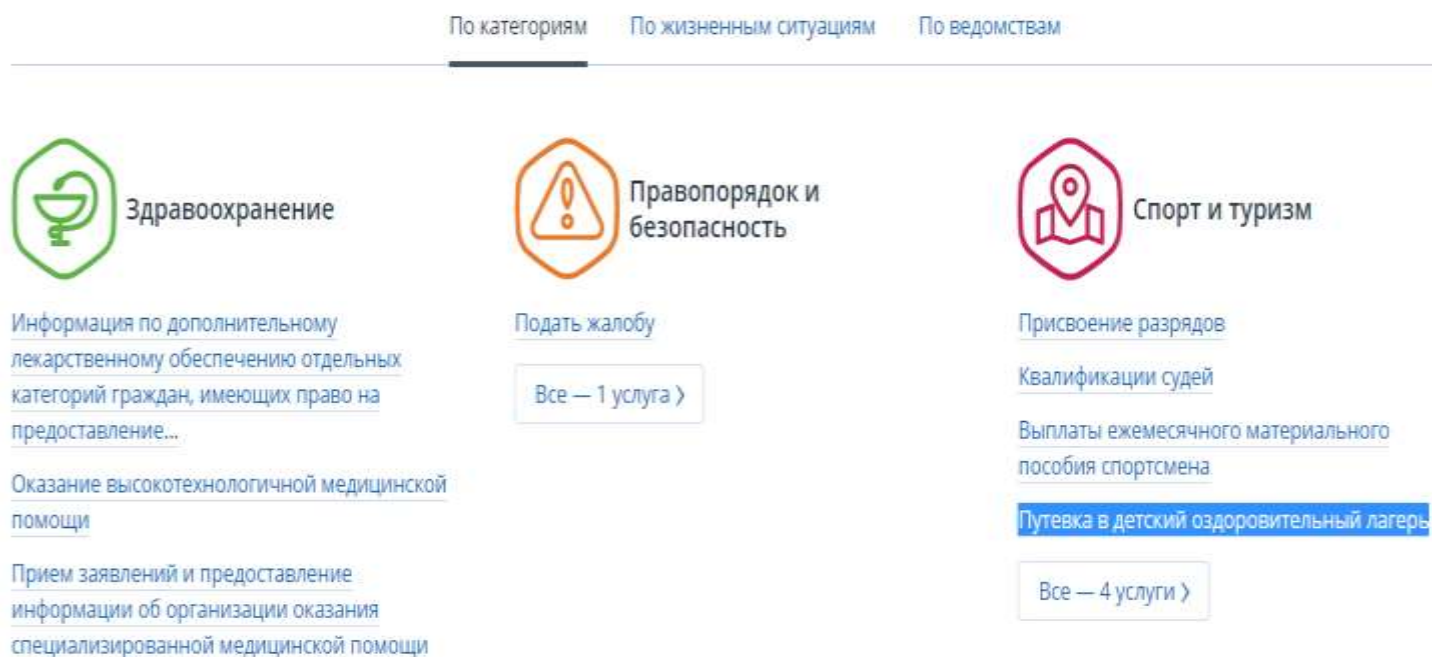 По категориям По жизненным ситуациям По ведомствам
Здравоохранение
Информация по дополнительному
лекарственному обеспечению отдельных
категорий граждан, имеющих право на
предоставление...
Оказание высокотехнологичной медицинской
помощи
Прием заявлений и предоставление
информации об организации оказания
специализированной медицинской помощи
Правопорядок и
безопасность
Подать жалобу
Все — 1 услуга >
Спорт и туризм
Присвоение разрядов
Квалификации судей
Выплаты ежемесячного материального
пособия спортсмена
Путевка в детский оздоровительный лагерь
Все — 4 услуги >